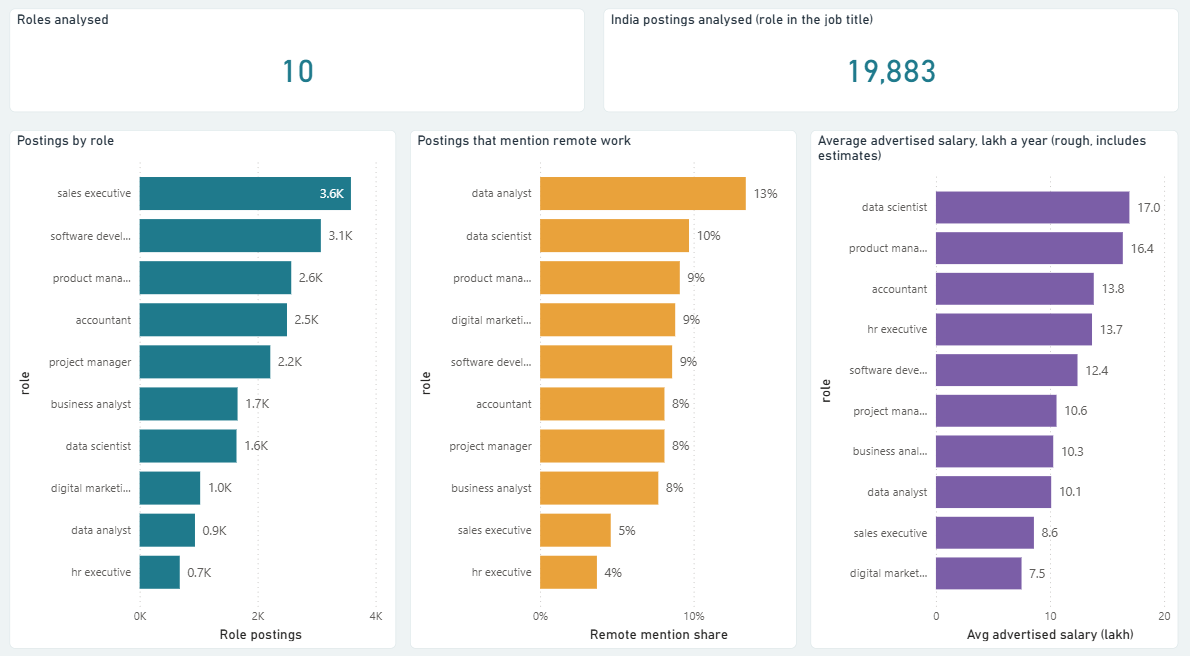 Roles analysed
10
India postings analysed (role in the job title)
19,883
Postings by role
role
sales executive
3.6K
software devel...
3.1K
product mana...
2.6K
accountant
2.5K
project manager
2.2K
business analyst
1.7K
data scientist
1.6K
digital marketi...
1.0K
data analyst
0.9K
hr executive
0.7K
0K 2K 4K
Role postings
Postings that mention remote work
role
data analyst
13%
data scientist
10%
product mana...
9%
digital marketi...
9%
software devel...
9%
accountant
8%
project manager
8%
business analyst
8%
sales executive
5%
hr executive
4%
0% 10%
Remote mention share
Average advertised salary, lakh a year (rough, includes
estimates)
role
data scientist
17.0
product mana...
16.4
accountant
13.8
hr executive
13.7
software deve...
12.4
project mana...
10.6
business anal...
10.3
data analyst
10.1
sales executive
8.6
digital market...
7.5
0 10 20
Avg advertised salary (lakh)